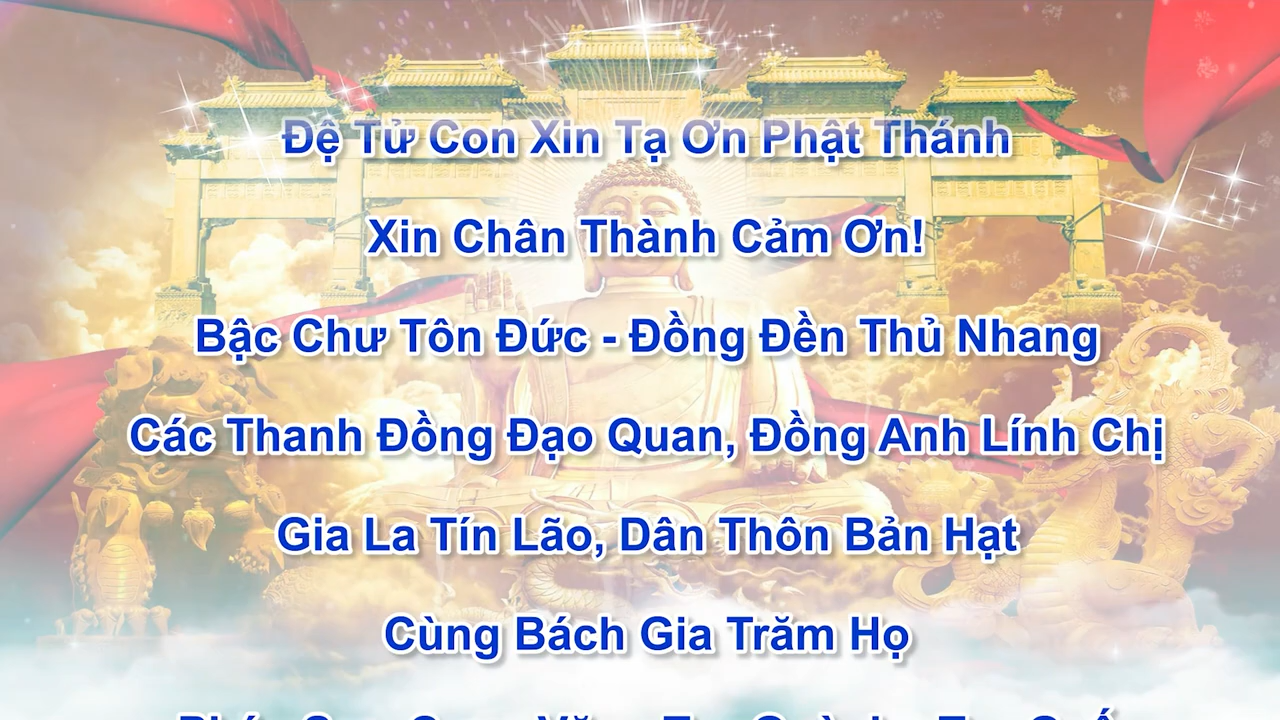 Đệ Tử Con Xin Tạ Ơn Phật Thánh
Xin Chân Thành Cảm Ơn!
Bậc Chư Tôn Đức - Đồng Đền Thủ Nhang
Các Thanh Đồng Đạo Quan, Đồng Anh Lính Chị
Gia La Tín Lão, Dân Thôn Bản Hạt
Cùng Bách Gia Trăm Họ